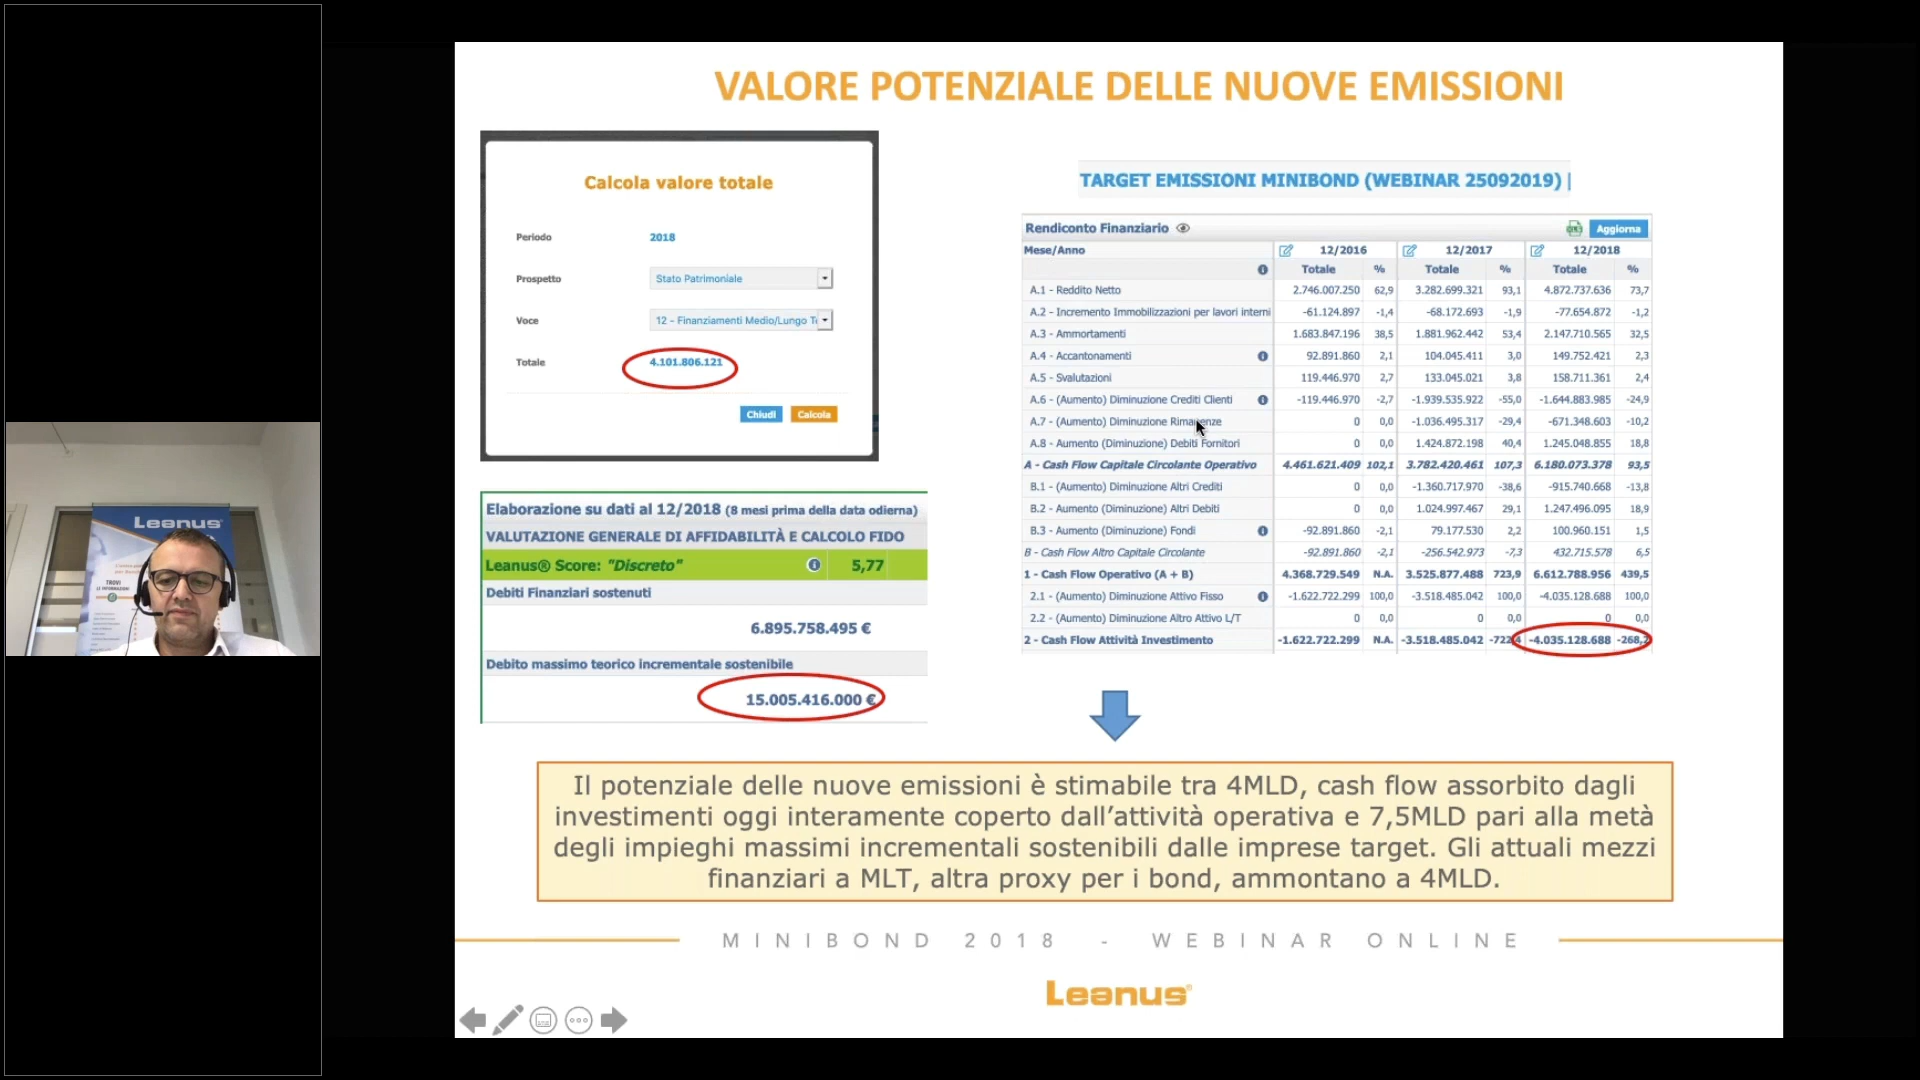 VALORE POTENZIALE DELLE NUOVE EMISSIONI
Calcola valore totale
Periodo 2018
Prospetto Stato Patrimoniale
Voce 12 - Finanziamenti Medio/Lungo Te
Totale 4.101.806.121
Chiudi Calcola
Elaborazione su dati al 12/2018 (8 mesi prima della data odierna)
VALUTAZIONE GENERALE DI AFFIDABILITÀ E CALCOLO FIDO
Leanus® Score: "Discreto" 5,77
Debiti Finanziari sostenuti
6.895.758.495 €
Debito massimo teorico incrementale sostenibile
15.005.416.000 €
TARGET EMISSIONI MINIBOND (WEBINAR 25092019) |
Rendiconto Finanziario Aggiorna
Mese/Anno 12/2016 12/2017 12/2018
Totale % Totale % Totale %
A.1 - Reddito Netto 2.746.007.250 62,9 3.282.699.321 93,1 4.872.737.636 73,7
A.2 - Incremento Immobilizzazioni per lavori interni -61.124.897 -1,4 -68.172.693 -1,9 -77.654.872 -1,2
A.3 - Ammortamenti 1.683.847.196 38,5 1.881.962.442 53,4 2.147.710.565 32,5
A.4 - Accantonamenti 92.891.860 2,1 104.045.411 3,0 149.752.421 2,3
A.5 - Svalutazioni 119.446.970 2,7 133.045.021 3,8 158.711.361 2,4
A.6 - (Aumento) Diminuzione Crediti Clienti -119.446.970 -2,7 -1.939.535.922 -55,0 -1.644.883.985 -24,9
A.7 - (Aumento) Diminuzione Rimanenze 0 0,0 -1.036.495.317 -29,4 -671.348.603 -10,2
A.8 - Aumento (Diminuzione) Debiti Fornitori 0 0,0 1.424.872.198 40,4 1.245.048.855 18,8
A - Cash Flow Capitale Circolante Operativo 4.461.621.409 102,1 3.782.420.461 107,3 6.180.073.378 93,5
B.1 - (Aumento) Diminuzione Altri Crediti 0 0,0 -1.360.717.970 -38,6 -915.740.668 -13,8
B.2 - Aumento (Diminuzione) Altri Debiti 0 0,0 1.024.997.467 29,1 1.247.496.095 18,9
B.3 - Aumento (Diminuzione) Fondi -92.891.860 -2,1 79.177.530 2,2 100.960.151 1,5
B - Cash Flow Altro Capitale Circolante -92.891.860 -2,1 -256.542.973 -7,3 432.715.578 6,5
1 - Cash Flow Operativo (A + B) 4.368.729.549 N.A. 3.525.877.488 723,9 6.612.788.956 439,5
2.1 - (Aumento) Diminuzione Attivo Fisso -1.622.722.299 100,0 -3.518.485.042 100,0 -4.035.128.688 100,0
2.2 - (Aumento) Diminuzione Altro Attivo L/T 0 0,0 0 0,0 0 0,0
2 - Cash Flow Attività Investimento -1.622.722.299 N.A. -3.518.485.042 -722,4 -4.035.128.688 -268,2
Il potenziale delle nuove emissioni è stimabile tra 4MLD, cash flow assorbito dagli
investimenti oggi interamente coperto dall'attività operativa e 7,5MLD pari alla metà
degli impieghi massimi incrementali sostenibili dalle imprese target. Gli attuali mezzi
finanziari a MLT, altra proxy per i bond, ammontano a 4MLD.
MINIBOND 2018 - WEBINAR ONLINE
Leanus®
Leanus
TROVI